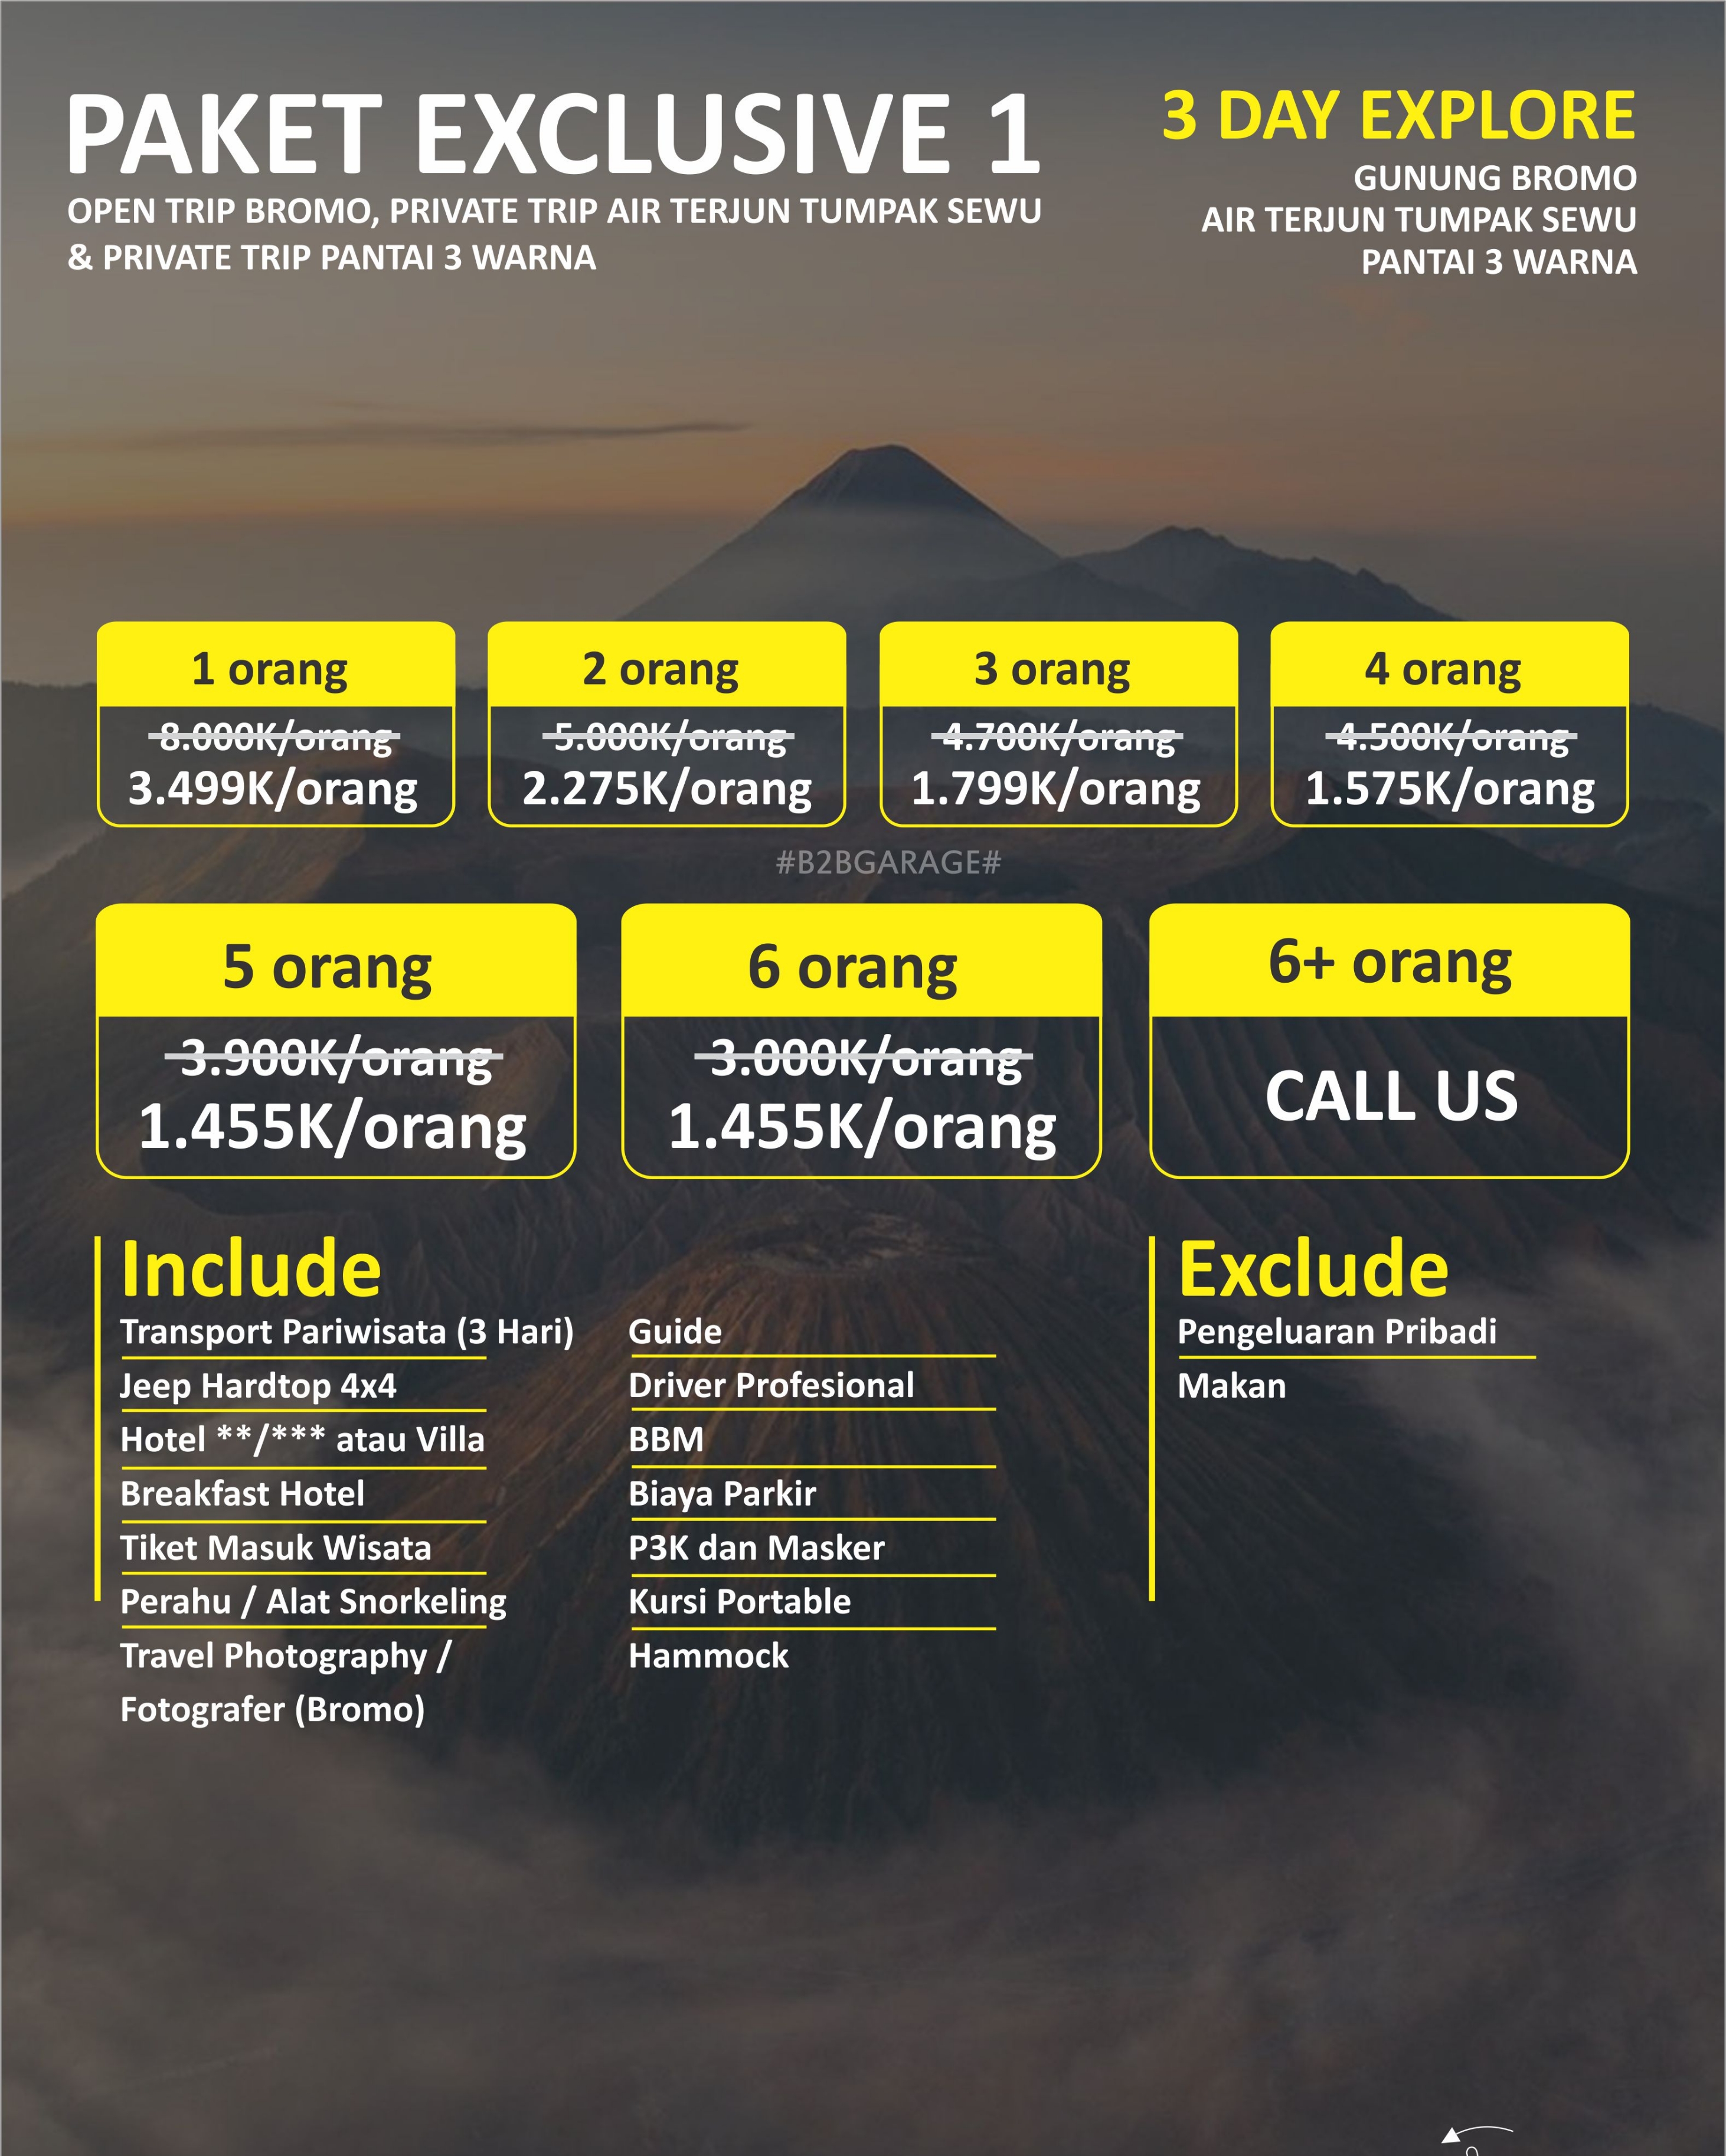 PAKET EXCLUSIVE 1
OPEN TRIP BROMO, PRIVATE TRIP AIR TERJUN TUMPAK SEWU
& PRIVATE TRIP PANTAI 3 WARNA
3 DAY EXPLORE
GUNUNG BROMO
AIR TERJUN TUMPAK SEWU
PANTAI 3 WARNA
1 orang
8.000K/orang
3.499K/orang
2 orang
5.000K/orang
2.275K/orang
3 orang
4.700K/orang
1.799K/orang
4 orang
4.500K/orang
1.575K/orang
#B2BGARAGE#
5 orang
3.900K/orang
1.455K/orang
6 orang
3.000K/orang
1.455K/orang
6+ orang
CALL US
Include
Transport Pariwisata (3 Hari)
Jeep Hardtop 4x4
Hotel **/*** atau Villa
Breakfast Hotel
Tiket Masuk Wisata
Perahu / Alat Snorkeling
Travel Photography /
Fotografer (Bromo)
Guide
Driver Profesional
BBM
Biaya Parkir
P3K dan Masker
Kursi Portable
Hammock
Exclude
Pengeluaran Pribadi
Makan